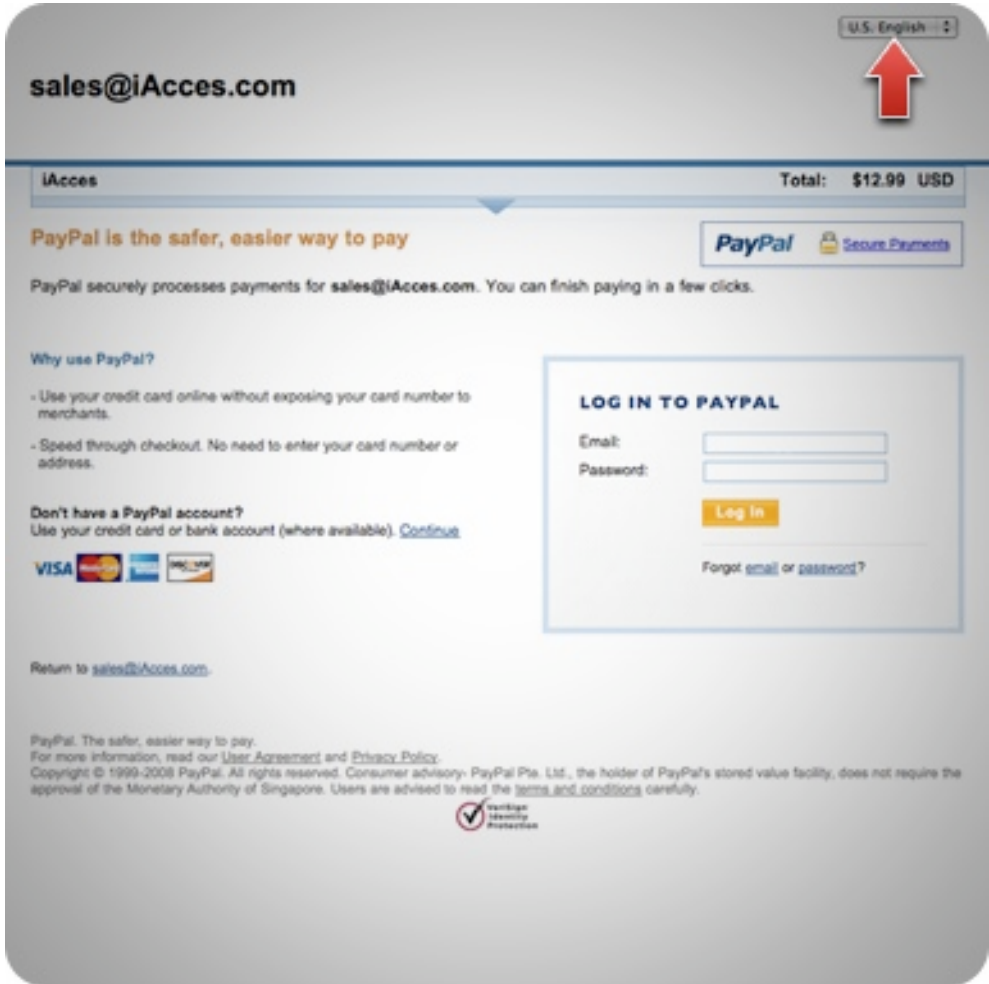 U.S. English
sales@iAcces.com
iAcces
Total: $12.99 USD
PayPal is the safer, easier way to pay
PayPal Secure Payments
PayPal securely processes payments for sales@iAcces.com. You can finish paying in a few clicks.
Why use PayPal?
- Use your credit card online without exposing your card number to
merchants.
- Speed through checkout. No need to enter your card number or
address.
Don't have a PayPal account?
Use your credit card or bank account (where available). Continue
VISA MasterCard DISCOVER
LOG IN TO PAYPAL
Email:
Password:
Log In
Forgot email or password?
Return to sales@iAcces.com.
PayPal. The safer, easier way to pay.
For more information, read our User Agreement and Privacy Policy.
Copyright © 1999-2008 PayPal. All rights reserved. Consumer advisory- PayPal Pte. Ltd., the holder of PayPal's stored value facility, does not require the
approval of the Monetary Authority of Singapore. Users are advised to read the terms and conditions carefully.
VeriSign
Identity
Protection